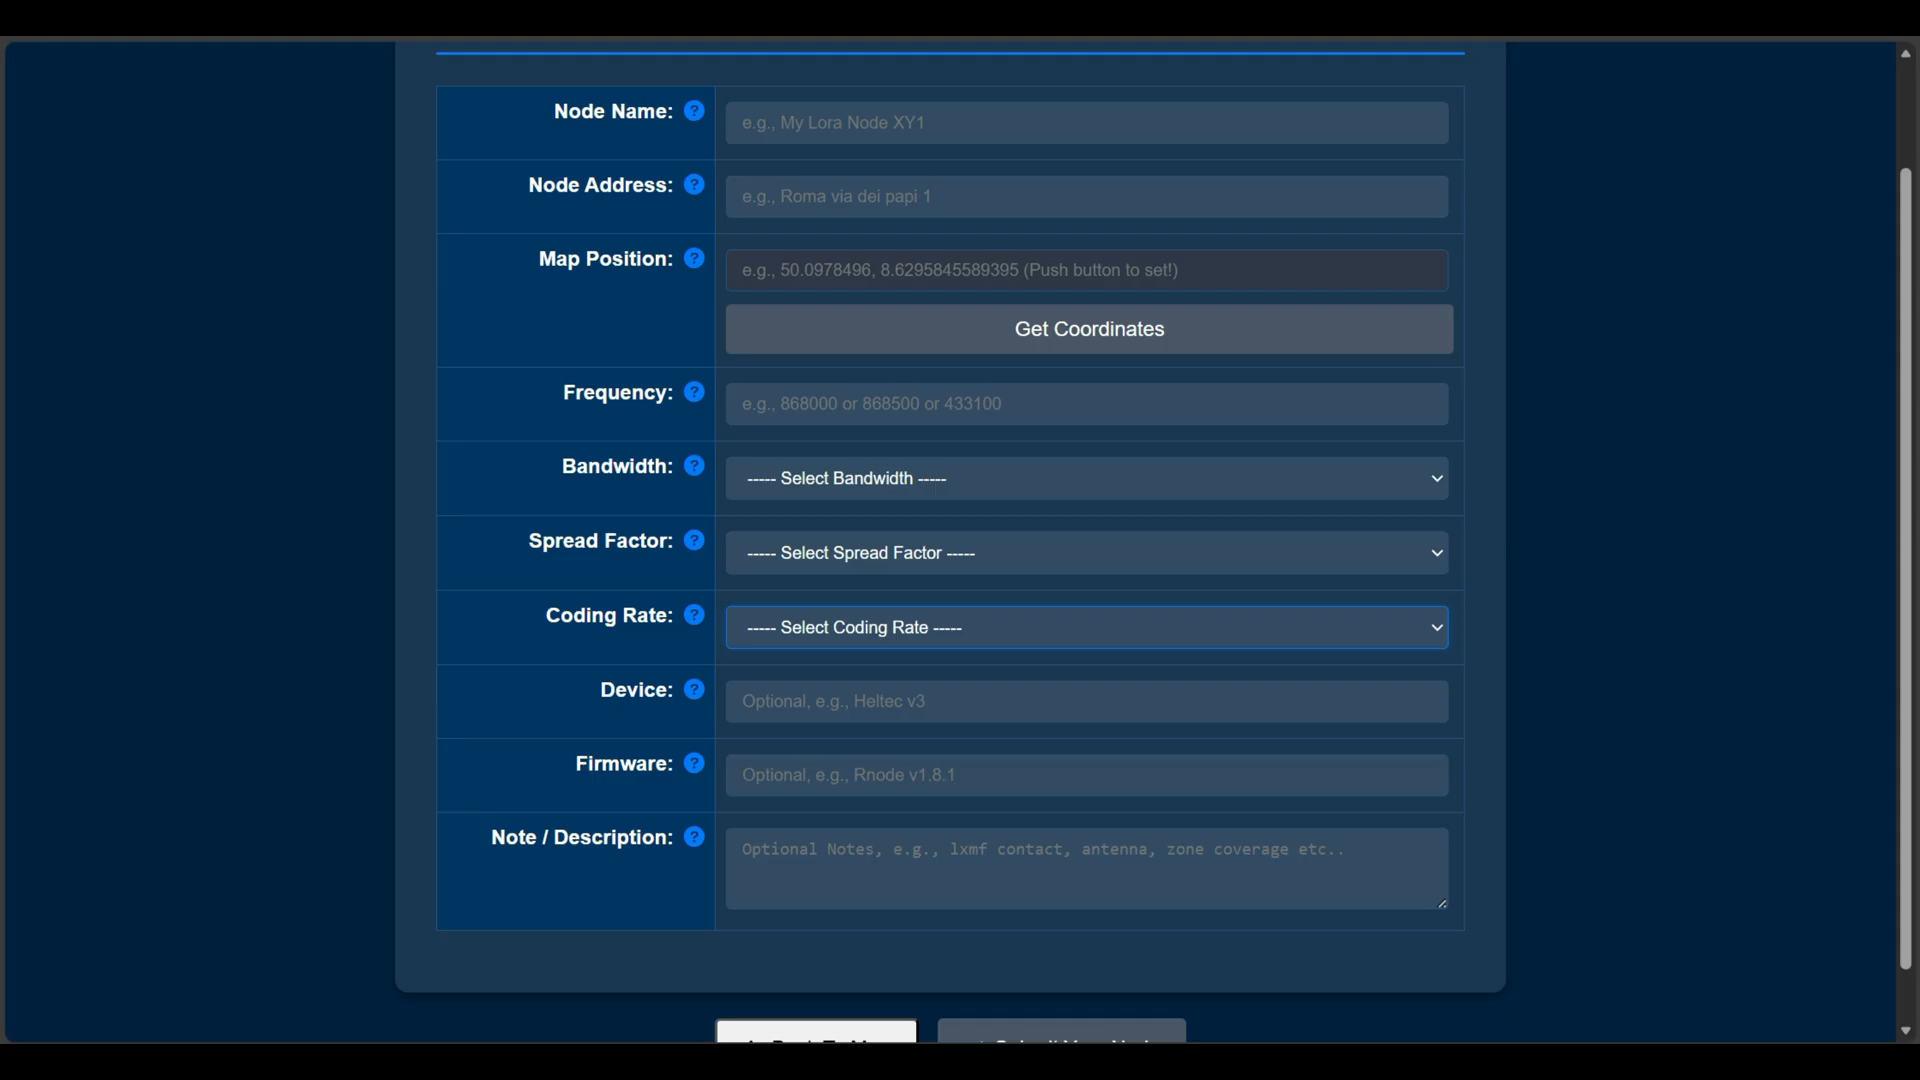 Node Name: ?
e.g., My Lora Node XY1
Node Address: ?
e.g., Roma via dei papi 1
Map Position: ?
e.g., 50.0978496, 8.6295845589395 (Push button to set!)
Get Coordinates
Frequency: ?
e.g., 868000 or 868500 or 433100
Bandwidth: ?
----- Select Bandwidth -----
Spread Factor: ?
----- Select Spread Factor -----
Coding Rate: ?
----- Select Coding Rate -----
Device: ?
Optional, e.g., Heltec v3
Firmware: ?
Optional, e.g., Rnode v1.8.1
Note / Description: ?
Optional Notes, e.g., lxmf contact, antenna, zone coverage etc..